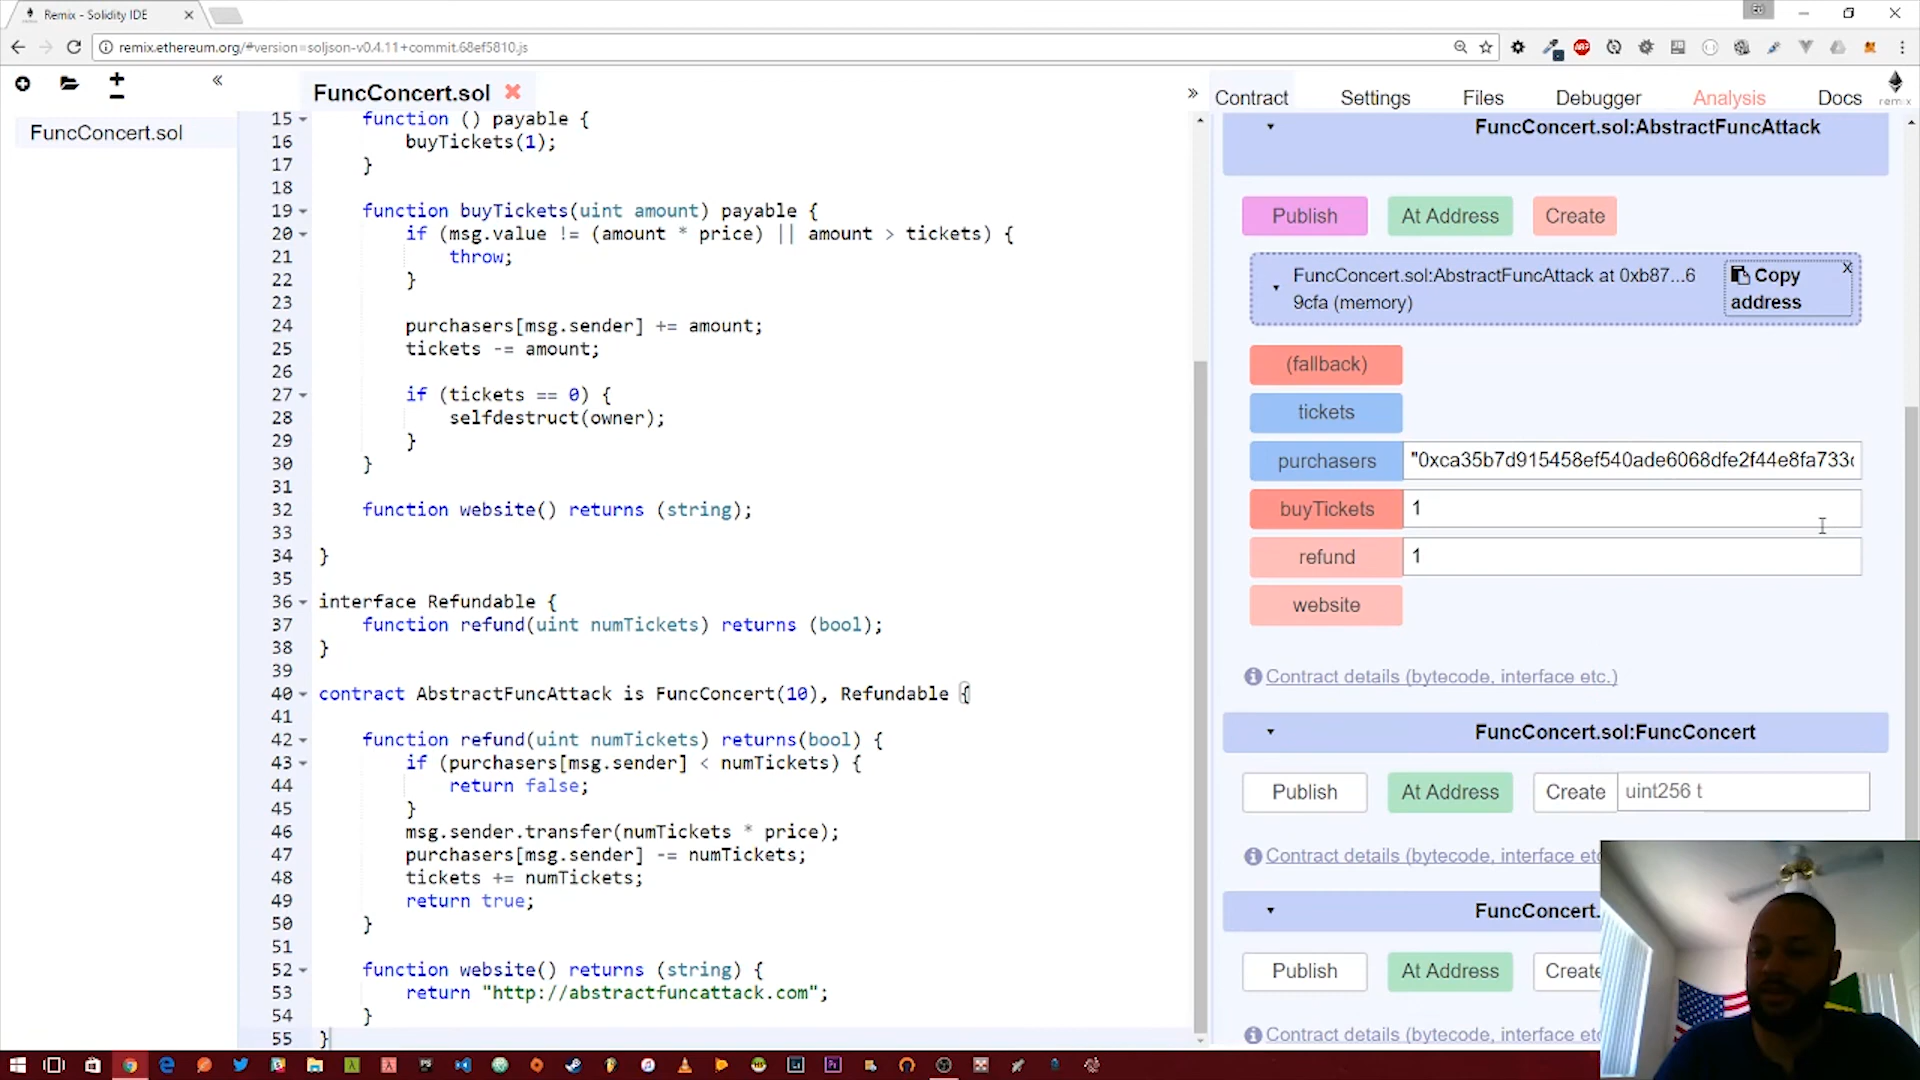 Remix - Solidity IDE
remix.ethereum.org/#version=soljson-v0.4.11+commit.68ef5810.js
FuncConcert.sol
Contract
Settings
Files
Debugger
Analysis
Docs
remix
FuncConcert.sol
15 function () payable {
16 buyTickets(1);
17 }
18
19 function buyTickets(uint amount) payable {
20 if (msg.value != (amount * price) || amount > tickets) {
21 throw;
22 }
23
24 purchasers[msg.sender] += amount;
25 tickets -= amount;
26
27 if (tickets == 0) {
28 selfdestruct(owner);
29 }
30 }
31
32 function website() returns (string);
33
34 }
35
36 interface Refundable {
37 function refund(uint numTickets) returns (bool);
38 }
39
40 contract AbstractFuncAttack is FuncConcert(10), Refundable {
41
42 function refund(uint numTickets) returns(bool) {
43 if (purchasers[msg.sender] < numTickets) {
44 return false;
45 }
46 msg.sender.transfer(numTickets * price);
47 purchasers[msg.sender] -= numTickets;
48 tickets += numTickets;
49 return true;
50 }
51
52 function website() returns (string) {
53 return "http://abstractfuncattack.com";
54 }
55 }
FuncConcert.sol:AbstractFuncAttack
Publish At Address Create
FuncConcert.sol:AbstractFuncAttack at 0xb87...6
9cfa (memory)
Copy
address
x
(fallback)
tickets
purchasers "0xca35b7d915458ef540ade6068dfe2f44e8fa733c
buyTickets 1
refund 1
website
Contract details (bytecode, interface etc.)
FuncConcert.sol:FuncConcert
Publish At Address Create uint256 t
Contract details (bytecode, interface etc
FuncConcert.
Publish At Address Create
Contract details (bytecode, interface etc